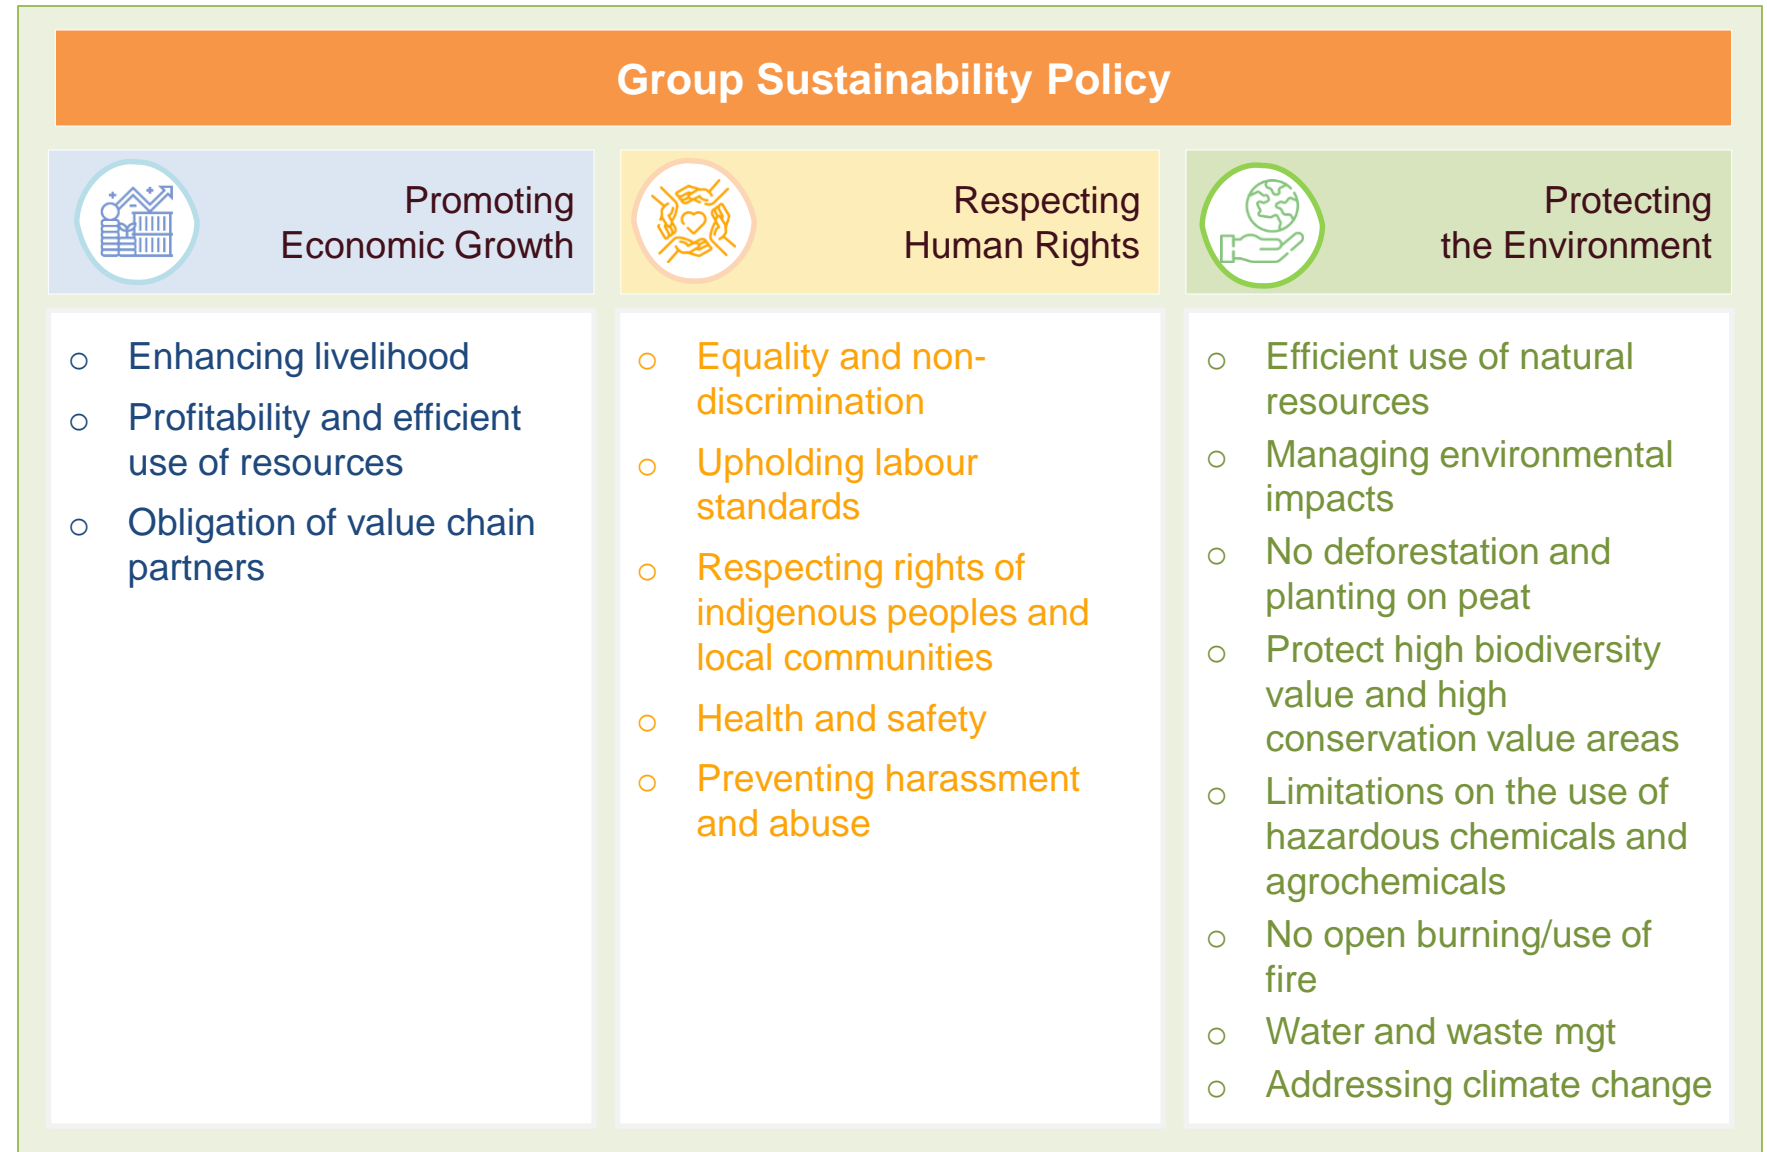 Group Sustainability Policy
Promoting
Economic Growth
Enhancing livelihood
Profitability and efficient
use of resources
Obligation of value chain
partners
Respecting
Human Rights
Equality and non-
discrimination
Upholding labour
standards
Respecting rights of
indigenous peoples and
local communities
Health and safety
Preventing harassment
and abuse
Protecting
the Environment
Efficient use of natural
resources
Managing environmental
impacts
No deforestation and
planting on peat
Protect high biodiversity
value and high
conservation value areas
Limitations on the use of
hazardous chemicals and
agrochemicals
No open burning/use of
fire
Water and waste mgt
Addressing climate change